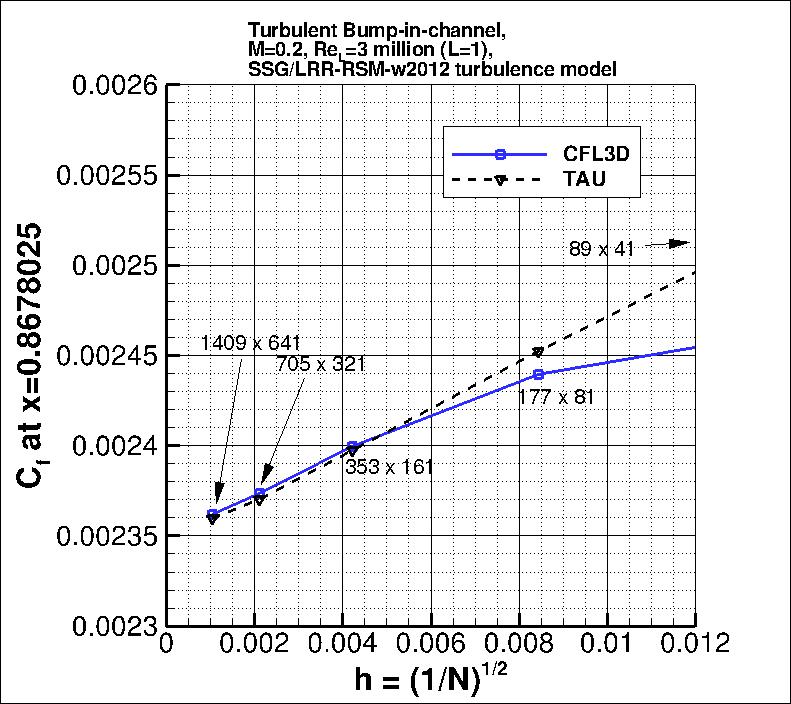 Turbulent Bump-in-channel,
M=0.2, ReL=3 million (L=1),
SSG/LRR-RSM-w2012 turbulence model
0.0026
0.00255
0.0025
0.00245
0.0024
0.00235
0.0023
Cf at x=0.8678025
CFL3D
TAU
89 x 41
1409 x 641
705 x 321
177 x 81
353 x 161
0 0.002 0.004 0.006 0.008 0.01 0.012
h = (1/N)^1/2